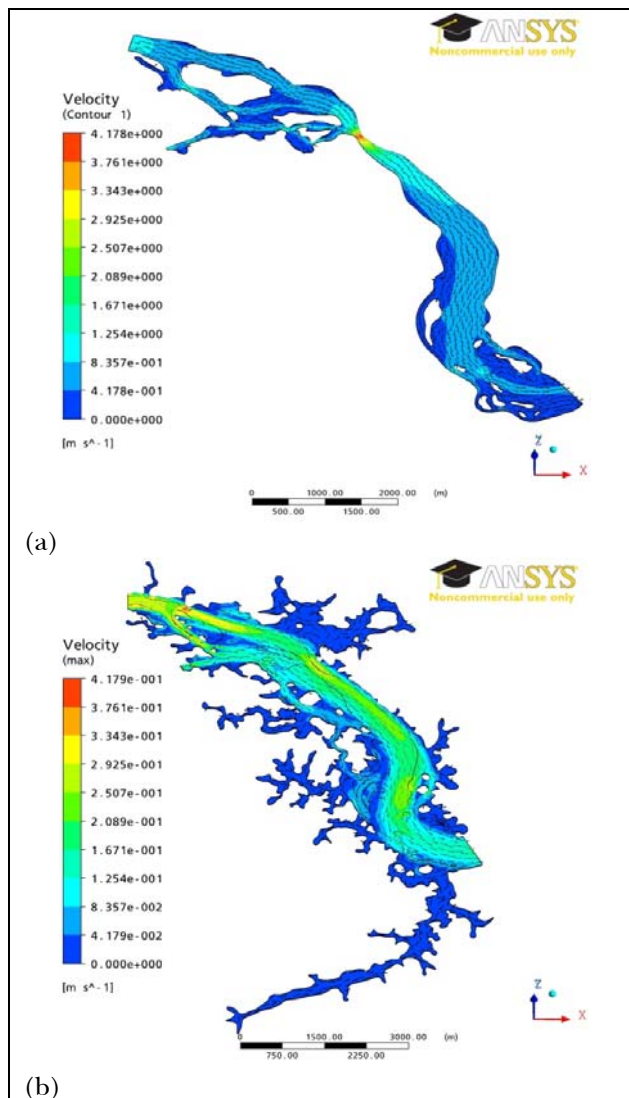 ANSYS
Noncommercial use only
Velocity
(Contour 1)
4.178e+000
3.761e+000
3.343e+000
2.925e+000
2.507e+000
2.089e+000
1.671e+000
1.254e+000
8.357e-001
4.178e-001
0.000e+000
[m s^-1]
Z
X
0 1000.00 2000.00 (m)
500.00 1500.00
(a)
ANSYS
Noncommercial use only
Velocity
(max)
4.179e-001
3.761e-001
3.343e-001
2.925e-001
2.507e-001
2.089e-001
1.671e-001
1.254e-001
8.357e-002
4.179e-002
0.000e+000
[m s^-1]
Z
X
0 1500.00 3000.00 (m)
750.00 2250.00
(b)